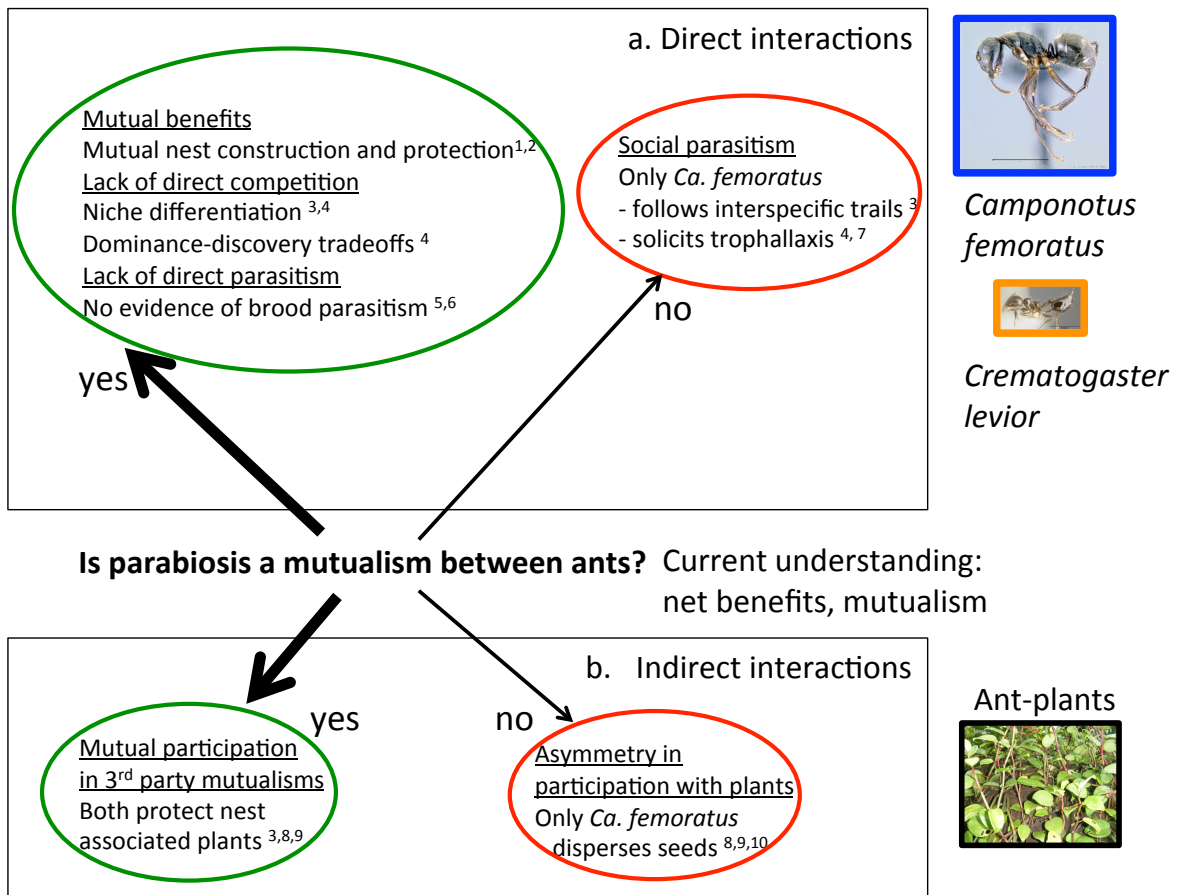 a. Direct interactions
Mutual benefits
Mutual nest construction and protection1,2
Lack of direct competition
Niche differentiation 3,4
Dominance-discovery tradeoffs 4
Lack of direct parasitism
No evidence of brood parasitism 5,6
yes
Social parasitism
Only Ca. femoratus
- follows interspecific trails 3
- solicits trophallaxis 4, 7
no
Camponotus
femoratus
Crematogaster
levior
Is parabiosis a mutualism between ants?
Current understanding:
net benefits, mutualism
b. Indirect interactions
yes
Mutual participation
in 3rd party mutualisms
Both protect nest
associated plants 3,8,9
no
Asymmetry in
participation with plants
Only Ca. femoratus
disperses seeds 8,9,10
Ant-plants